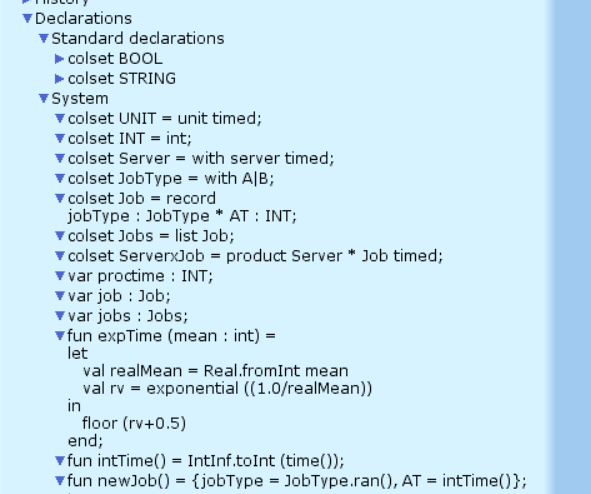 History
Declarations
Standard declarations
colset BOOL
colset STRING
System
colset UNIT = unit timed;
colset INT = int;
colset Server = with server timed;
colset JobType = with A|B;
colset Job = record
jobType : JobType * AT : INT;
colset Jobs = list Job;
colset ServerxJob = product Server * Job timed;
var proctime : INT;
var job : Job;
var jobs : Jobs;
fun expTime (mean : int) =
let
val realMean = Real.fromInt mean
val rv = exponential ((1.0/realMean))
in
floor (rv+0.5)
end;
fun intTime() = IntInf.toInt (time());
fun newJob() = {jobType = JobType.ran(), AT = intTime()};